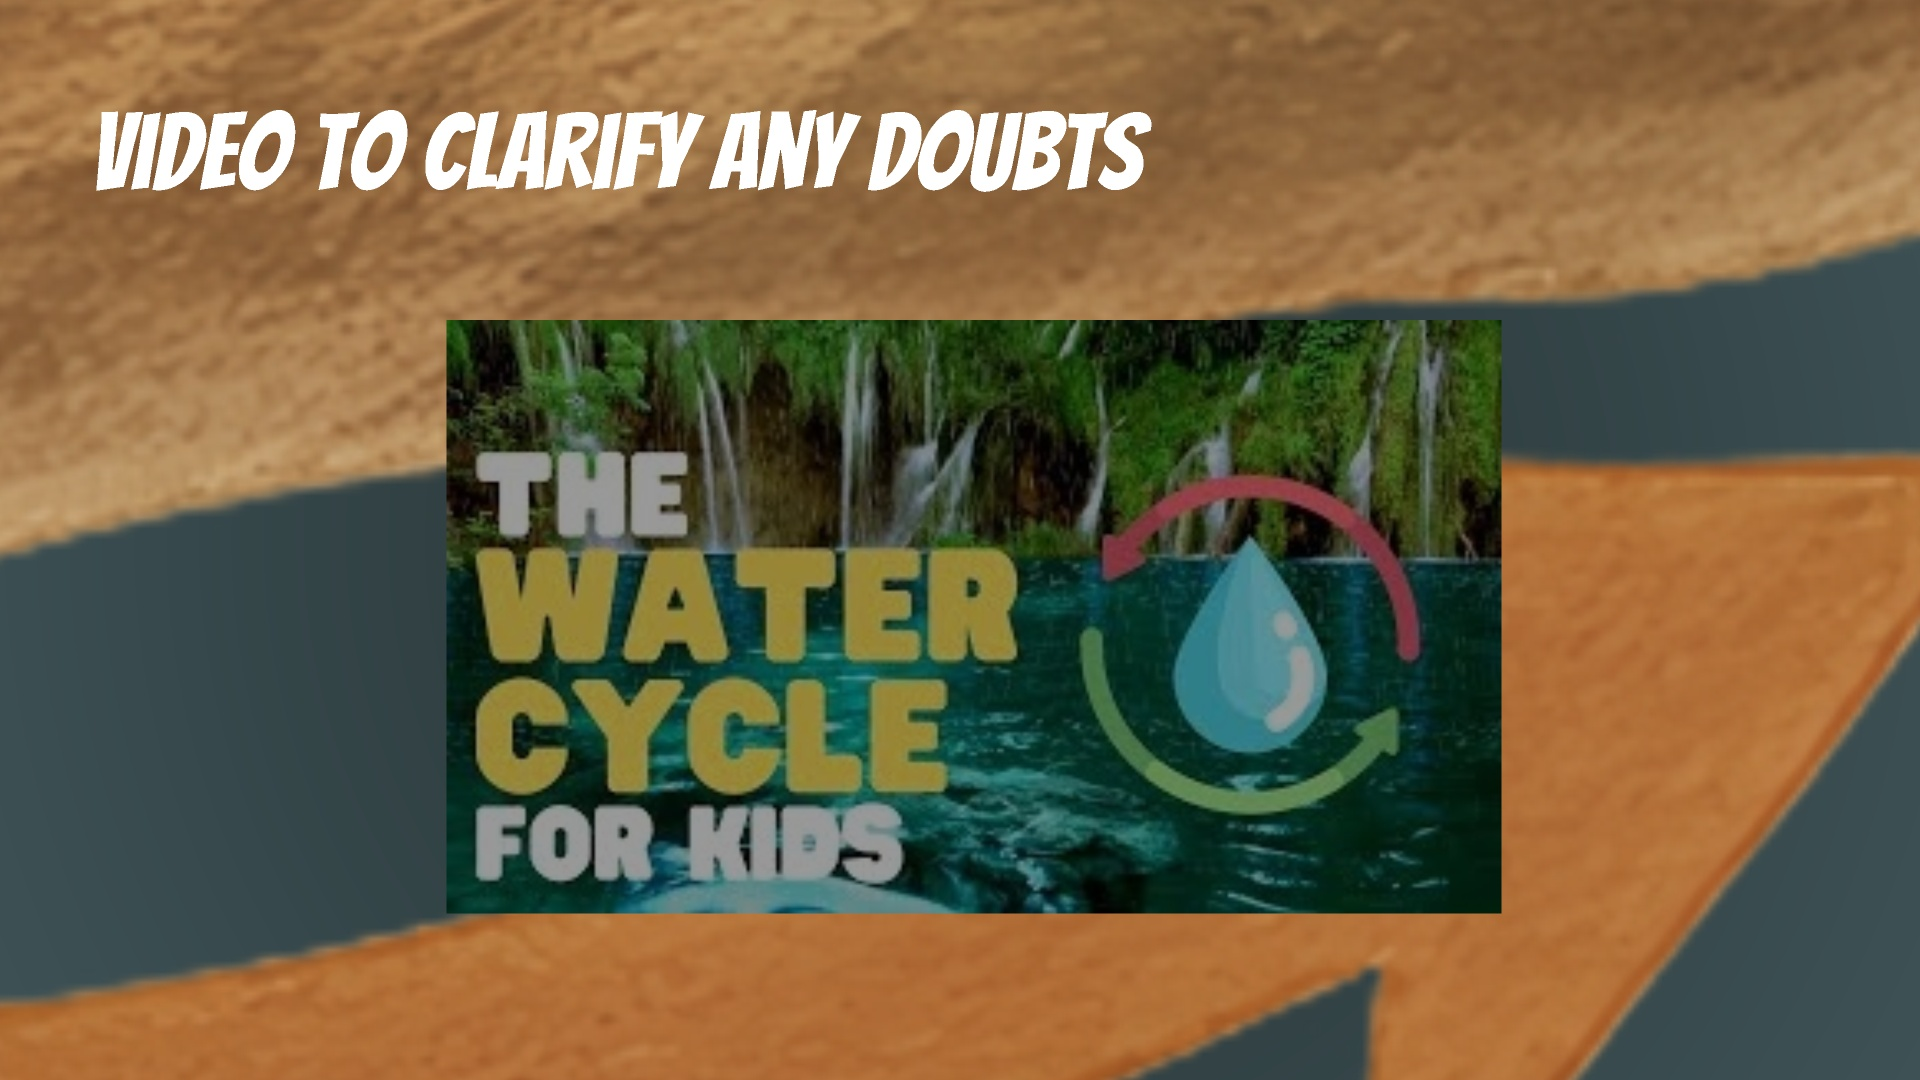 VIDEO TO CLARIFY ANY DOUBTS
THE
WATER
CYCLE
FOR KIDS